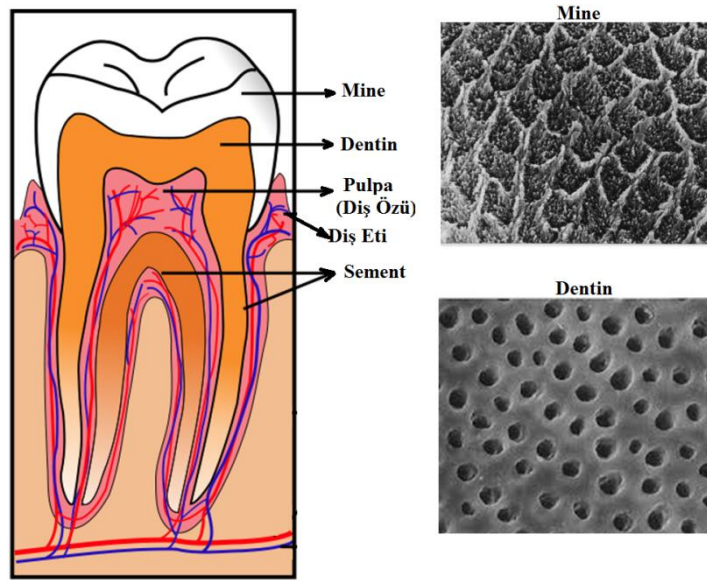 Mine
Dentin
Pulpa
(Diş Özü)
Diş Eti
Sement
Mine
Dentin